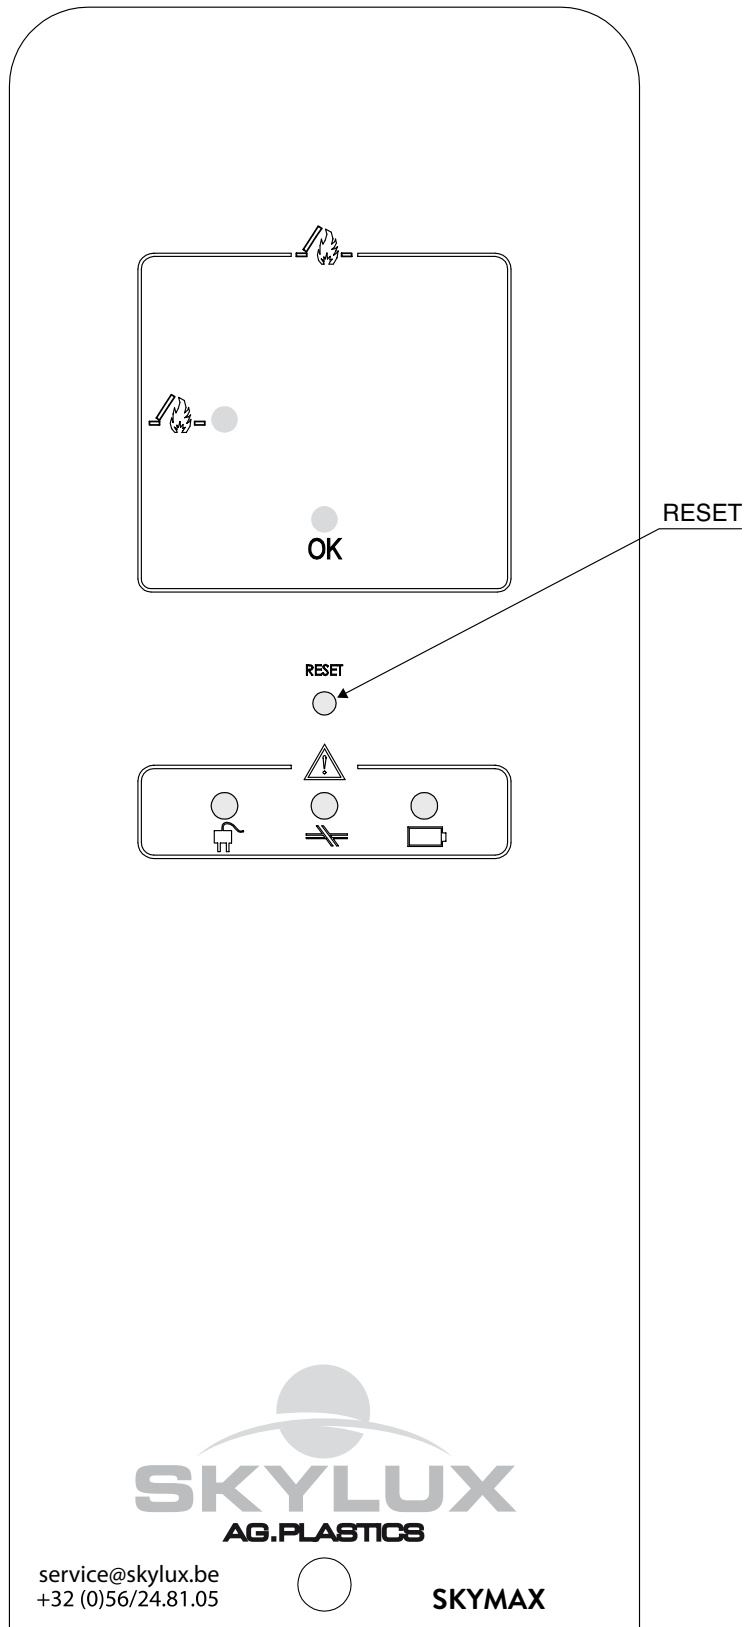 OK
RESET
RESET
SKYLUX
AG.PLASTICS
service@skylux.be
+32 (0)56/24.81.05
SKYMAX